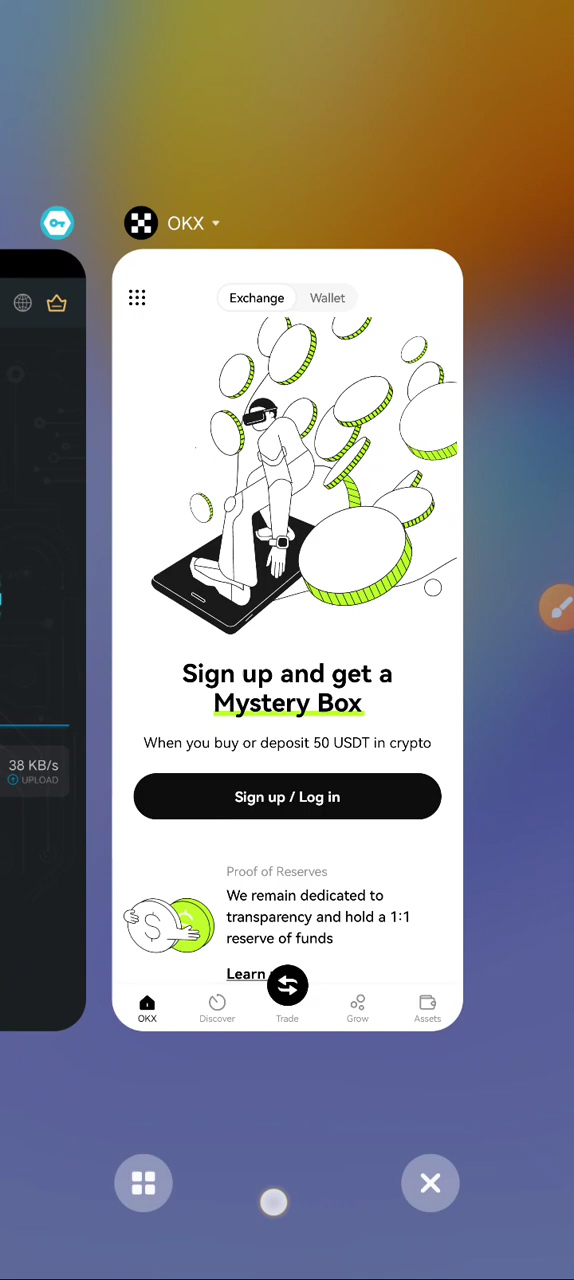 OKX
Exchange
Wallet
Sign up and get a
Mystery Box
When you buy or deposit 50 USDT in crypto
Sign up / Log in
38 KB/s
UPLOAD
Proof of Reserves
We remain dedicated to
transparency and hold a 1:1
reserve of funds
Learn
OKX
Discover
Trade
Grow
Assets